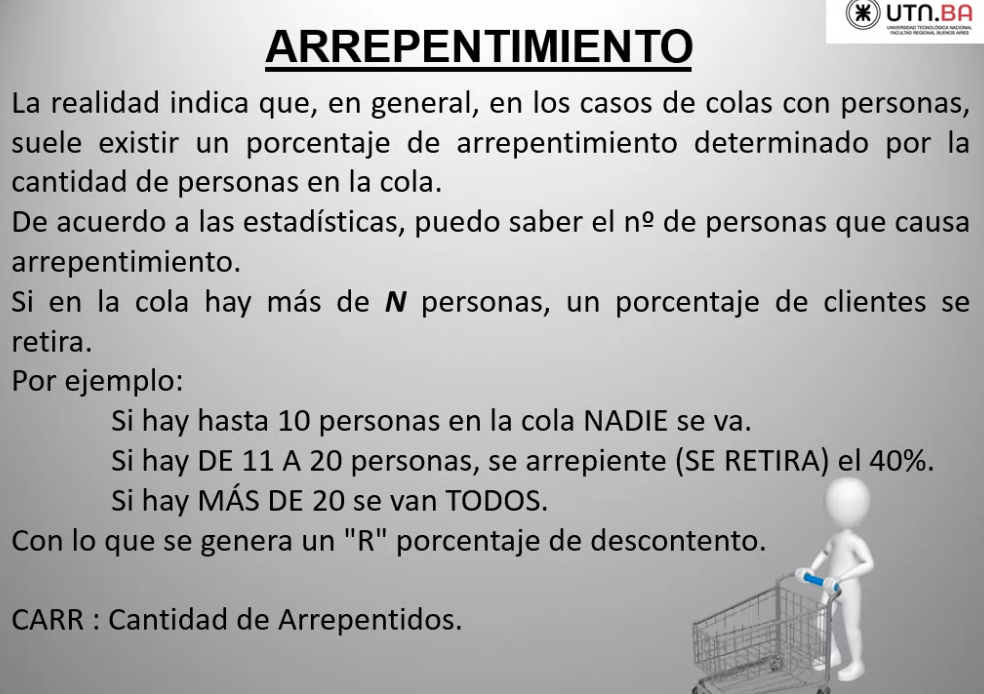 UTN.BA
UNIVERSIDAD TECNOLÓGICA NACIONAL
FACULTAD REGIONAL BUENOS AIRES
ARREPENTIMIENTO
La realidad indica que, en general, en los casos de colas con personas,
suele existir un porcentaje de arrepentimiento determinado por la
cantidad de personas en la cola.
De acuerdo a las estadísticas, puedo saber el nº de personas que causa
arrepentimiento.
Si en la cola hay más de N personas, un porcentaje de clientes se
retira.
Por ejemplo:
Si hay hasta 10 personas en la cola NADIE se va.
Si hay DE 11 A 20 personas, se arrepiente (SE RETIRA) el 40%.
Si hay MÁS DE 20 se van TODOS.
Con lo que se genera un "R" porcentaje de descontento.
CARR : Cantidad de Arrepentidos.